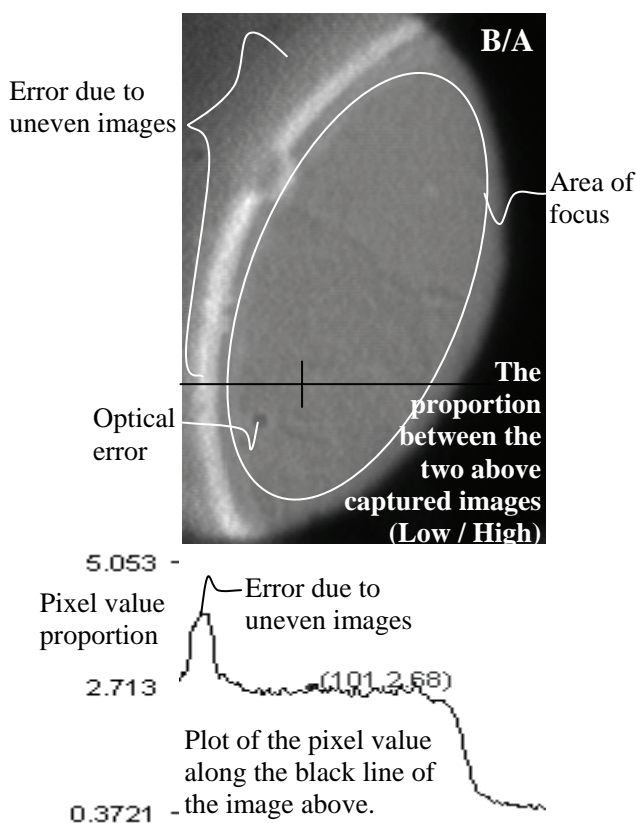 B/A
Error due to
uneven images
Area of
focus
Optical
error
The
proportion
between the
two above
captured images
(Low / High)
5.053
Error due to
uneven images
Pixel value
proportion
2.713
(101,2.68)
Plot of the pixel value
along the black line of
the image above.
0.3721